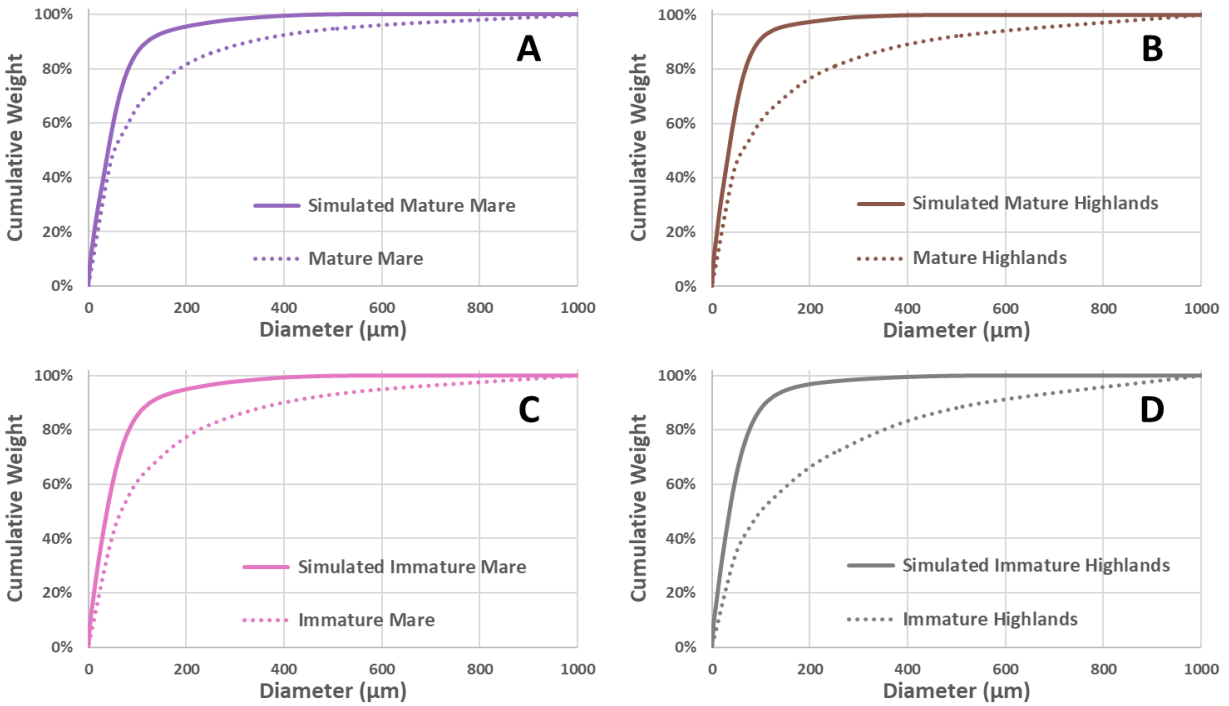 A
Cumulative Weight
100%
80%
60%
40%
20%
0%
Simulated Mature Mare
Mature Mare
0 200 400 600 800 1000
Diameter (µm)
B
Cumulative Weight
100%
80%
60%
40%
20%
0%
Simulated Mature Highlands
Mature Highlands
0 200 400 600 800 1000
Diameter (µm)
C
Cumulative Weight
100%
80%
60%
40%
20%
0%
Simulated Immature Mare
Immature Mare
0 200 400 600 800 1000
Diameter (µm)
D
Cumulative Weight
100%
80%
60%
40%
20%
0%
Simulated Immature Highlands
Immature Highlands
0 200 400 600 800 1000
Diameter (µm)